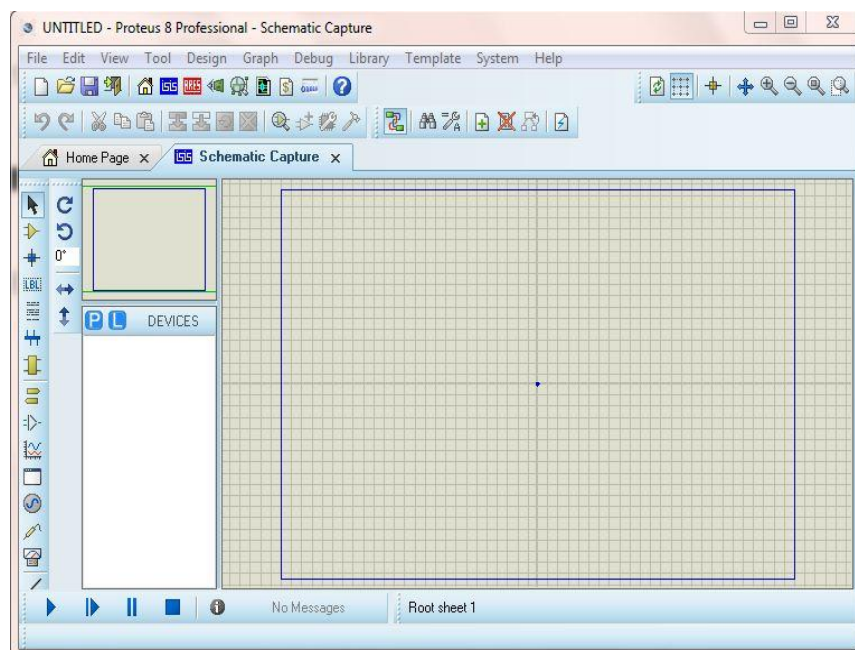 UNTITLED - Proteus 8 Professional - Schematic Capture
File Edit View Tool Design Graph Debug Library Template System Help
Home Page x Schematic Capture x
0°
LBL
P L DEVICES
No Messages Root sheet 1